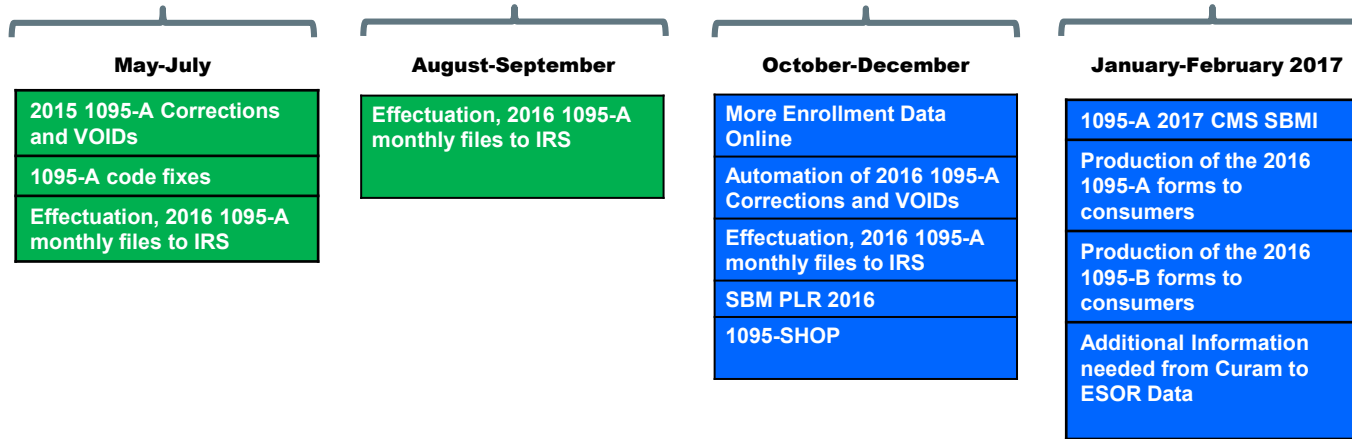 May-July
2015 1095-A Corrections
and VOIDs
1095-A code fixes
Effectuation, 2016 1095-A
monthly files to IRS
August-September
Effectuation, 2016 1095-A
monthly files to IRS
October-December
More Enrollment Data
Online
Automation of 2016 1095-A
Corrections and VOIDs
Effectuation, 2016 1095-A
monthly files to IRS
SBM PLR 2016
1095-SHOP
January-February 2017
1095-A 2017 CMS SBMI
Production of the 2016
1095-A forms to
consumers
Production of the 2016
1095-B forms to
consumers
Additional Information
needed from Curam to
ESOR Data